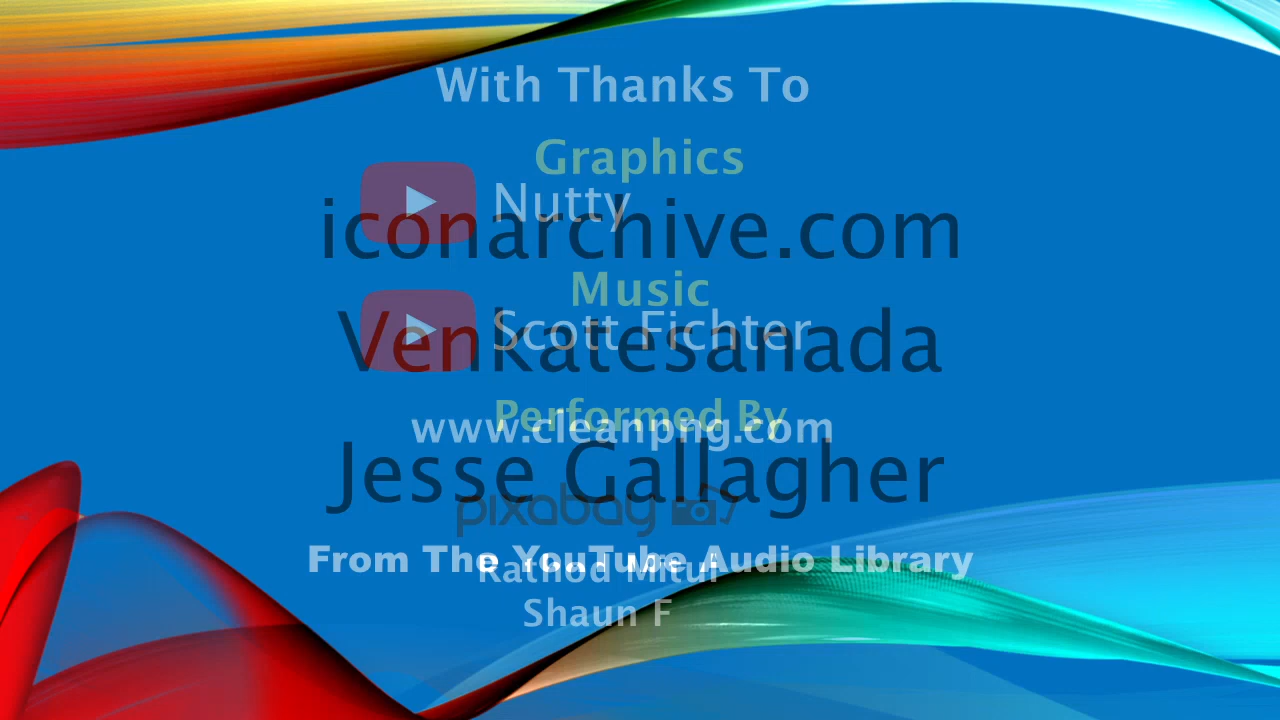 With Thanks To
Graphics
Nutty
iconarchive.com
Music
Scott Fichter
Venkatesanada
Performed By
www.cleanpng.com
Jesse Gallagher
pixabay
From The YouTube Audio Library
Rathod Mitul
Shaun F